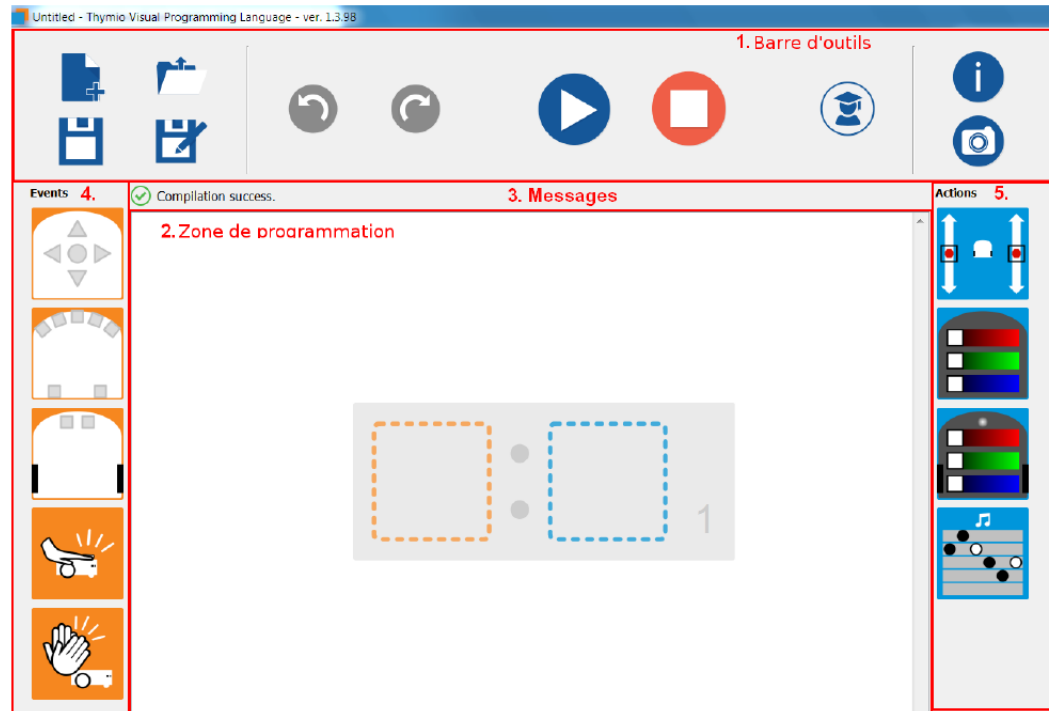 Untitled - Thymio Visual Programming Language - ver. 1.3.98
1. Barre d'outils
i
Events 4.
Compilation success.
3. Messages
Actions 5.
2. Zone de programmation
1